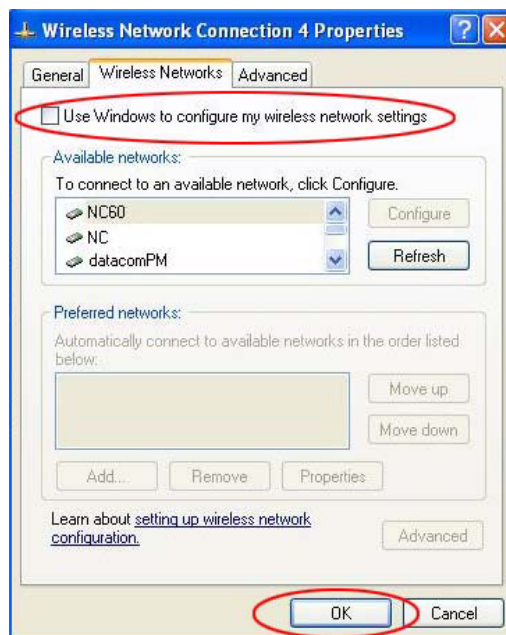 Wireless Network Connection 4 Properties
General Wireless Networks Advanced
Use Windows to configure my wireless network settings
Available networks:
To connect to an available network, click Configure.
NC60
Configure
NC
datacomPM
Refresh
Preferred networks:
Automatically connect to available networks in the order listed
below:
Move up
Move down
Add... Remove Properties
Learn about setting up wireless network
configuration.
Advanced
OK Cancel